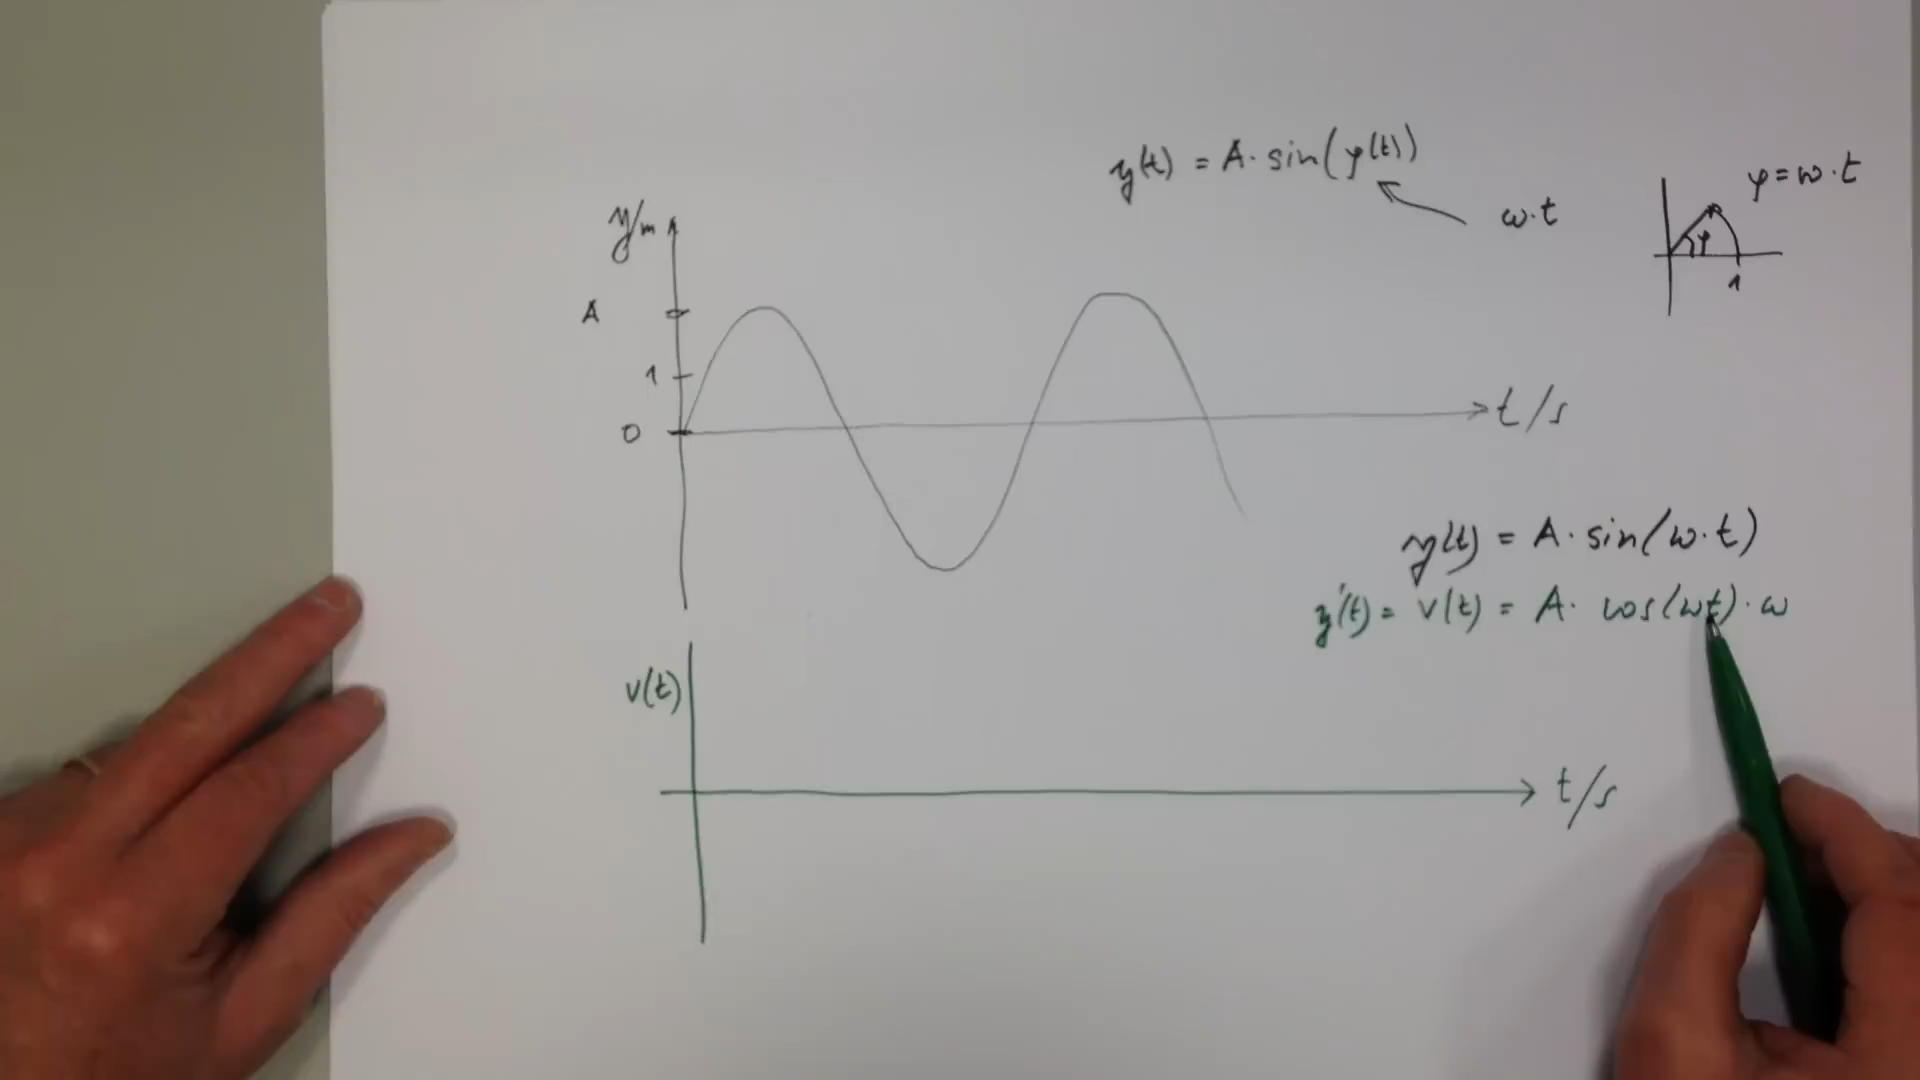 y(t) = A · sin(φ(t))
ω·t
φ = ω · t
φ
1
y/m
A
1
0
t/s
y(t) = A · sin(ω·t)
y'(t) = v(t) = A · cos(ωt) · ω
v(t)
t/s